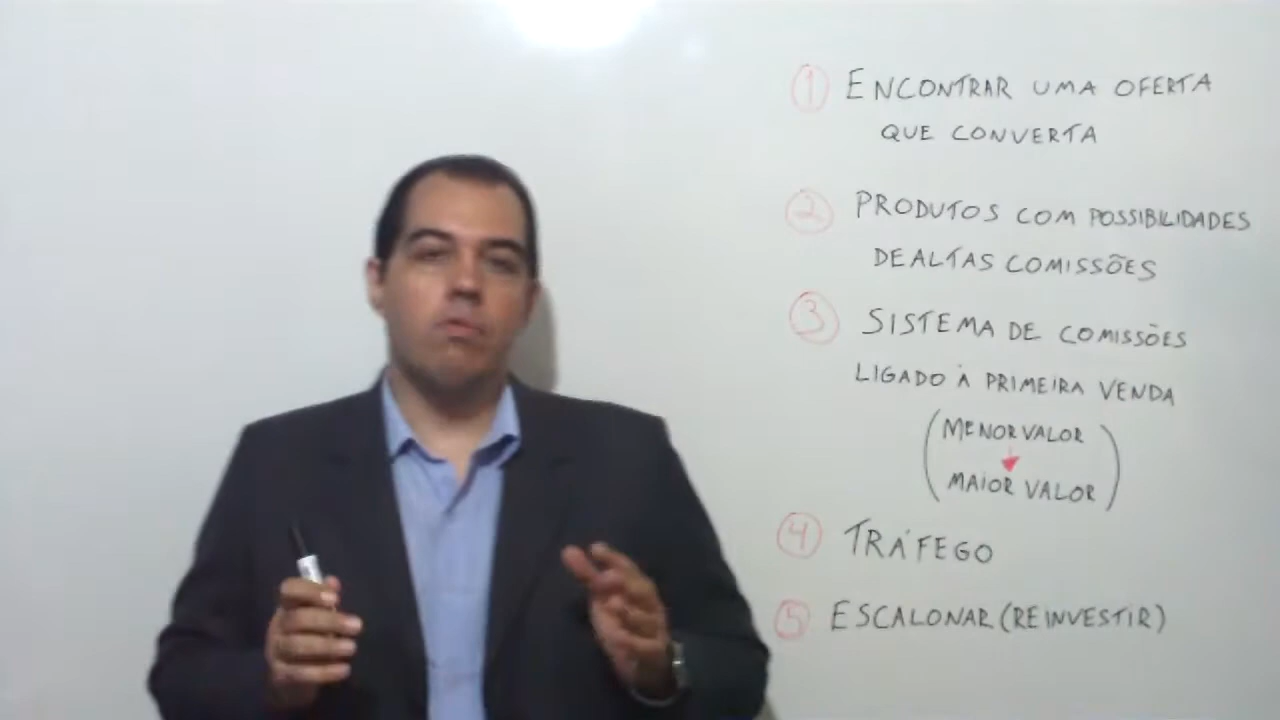 1 ENCONTRAR UMA OFERTA
QUE CONVERTA
2 PRODUTOS COM POSSIBILIDADES
DE ALTAS COMISSÕES
3 SISTEMA DE COMISSÕES
LIGADO À PRIMEIRA VENDA
(MENOR VALOR
MAIOR VALOR)
4 TRÁFEGO
5 ESCALONAR (REINVESTIR)